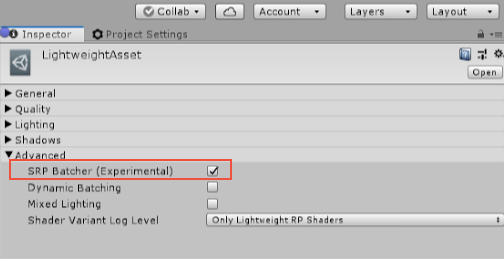 Collab Account Layers Layout
Inspector Project Settings
LightweightAsset
Open
General
Quality
Lighting
Shadows
Advanced
SRP Batcher (Experimental)
Dynamic Batching
Mixed Lighting
Shader Variant Log Level Only Lightweight RP Shaders